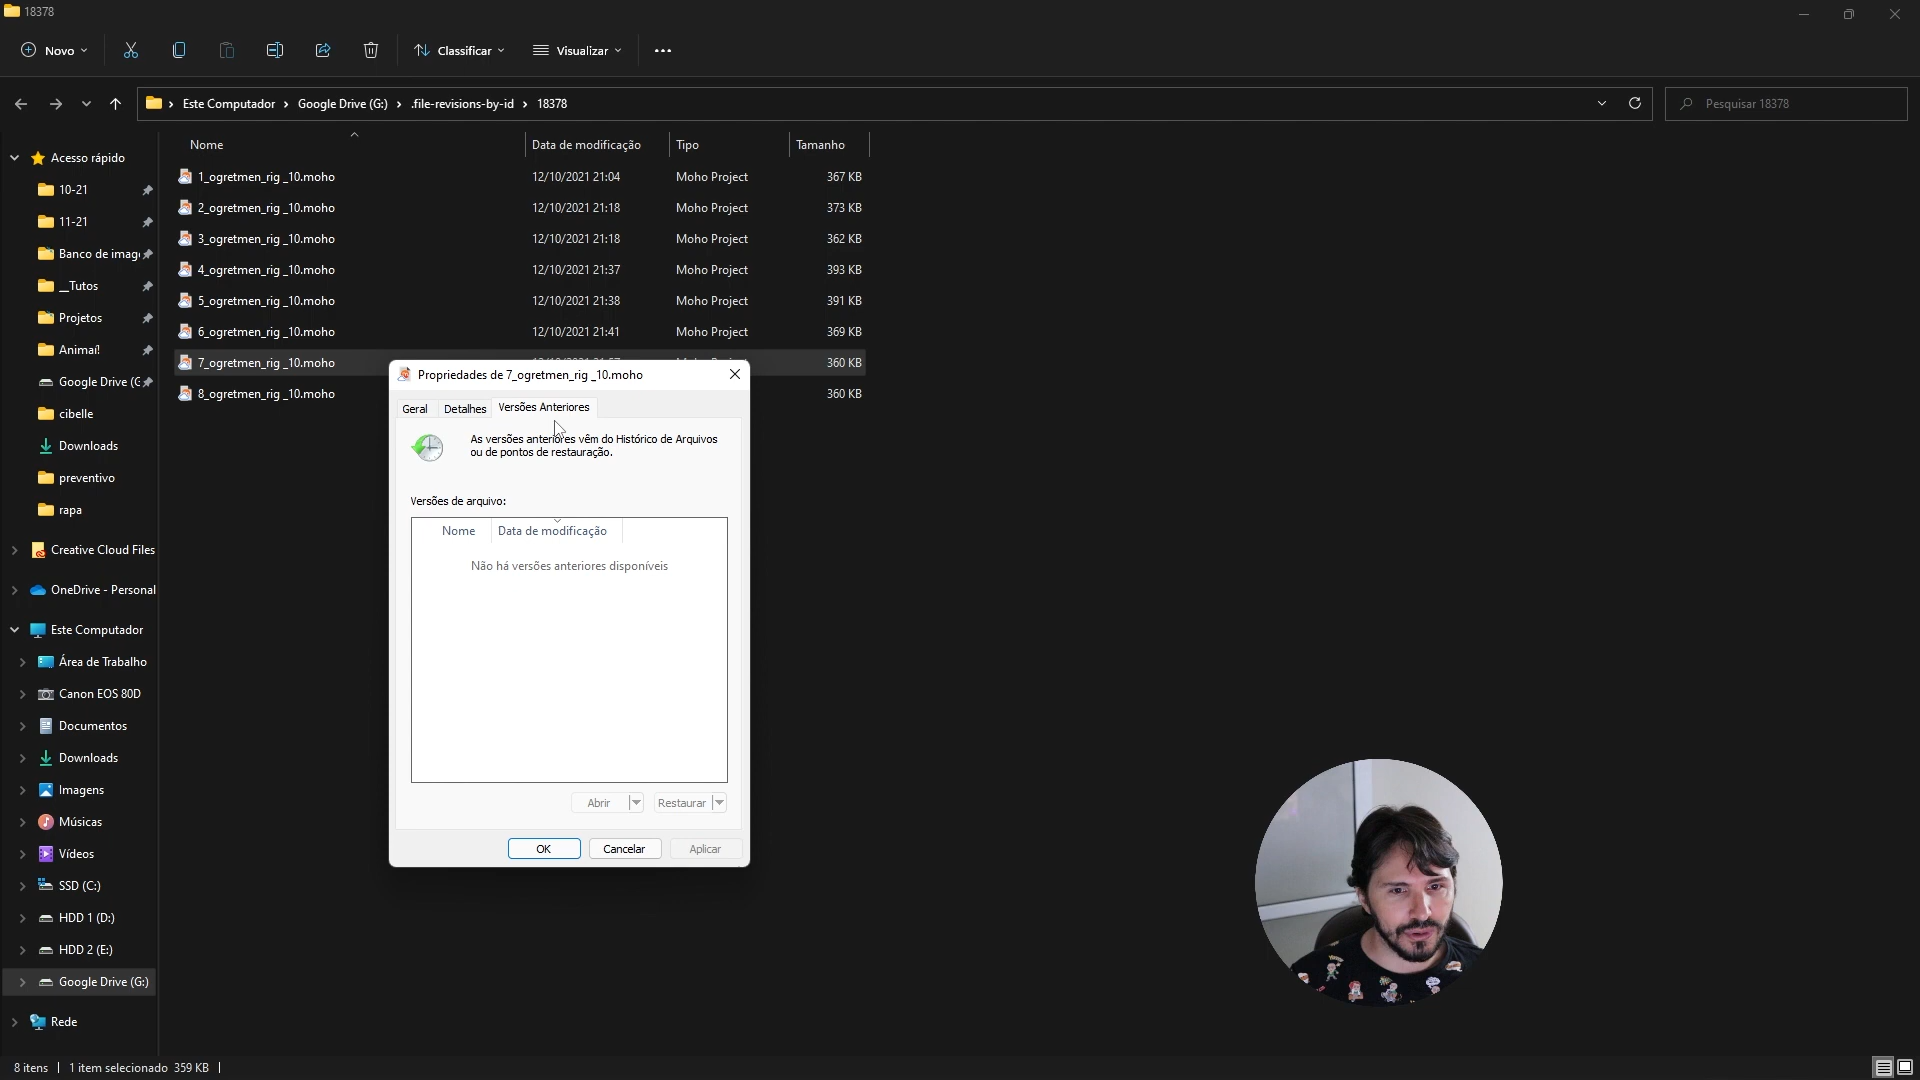 18378
Novo
Classificar
Visualizar
Este Computador
Google Drive (G:)
.file-revisions-by-id
18378
Pesquisar 18378
Nome
Data de modificação
Tipo
Tamanho
1_ogretmen_rig _10.moho 12/10/2021 21:04 Moho Project 367 KB
2_ogretmen_rig _10.moho 12/10/2021 21:18 Moho Project 373 KB
3_ogretmen_rig _10.moho 12/10/2021 21:18 Moho Project 362 KB
4_ogretmen_rig _10.moho 12/10/2021 21:37 Moho Project 393 KB
5_ogretmen_rig _10.moho 12/10/2021 21:38 Moho Project 391 KB
6_ogretmen_rig _10.moho 12/10/2021 21:41 Moho Project 369 KB
7_ogretmen_rig _10.moho 360 KB
8_ogretmen_rig _10.moho 360 KB
Acesso rápido
10-21
11-21
Banco de image
__Tutos
Projetos
Animaí!
Google Drive (G
cibelle
Downloads
preventivo
rapa
Creative Cloud Files
OneDrive - Personal
Este Computador
Área de Trabalho
Canon EOS 80D
Documentos
Downloads
Imagens
Músicas
Vídeos
SSD (C:)
HDD 1 (D:)
HDD 2 (E:)
Google Drive (G:)
Rede
Propriedades de 7_ogretmen_rig _10.moho
Geral
Detalhes
Versões Anteriores
As versões anteriores vêm do Histórico de Arquivos
ou de pontos de restauração.
Versões de arquivo:
Nome
Data de modificação
Não há versões anteriores disponíveis
Abrir
Restaurar
OK
Cancelar
Aplicar
8 itens
1 item selecionado 359 KB